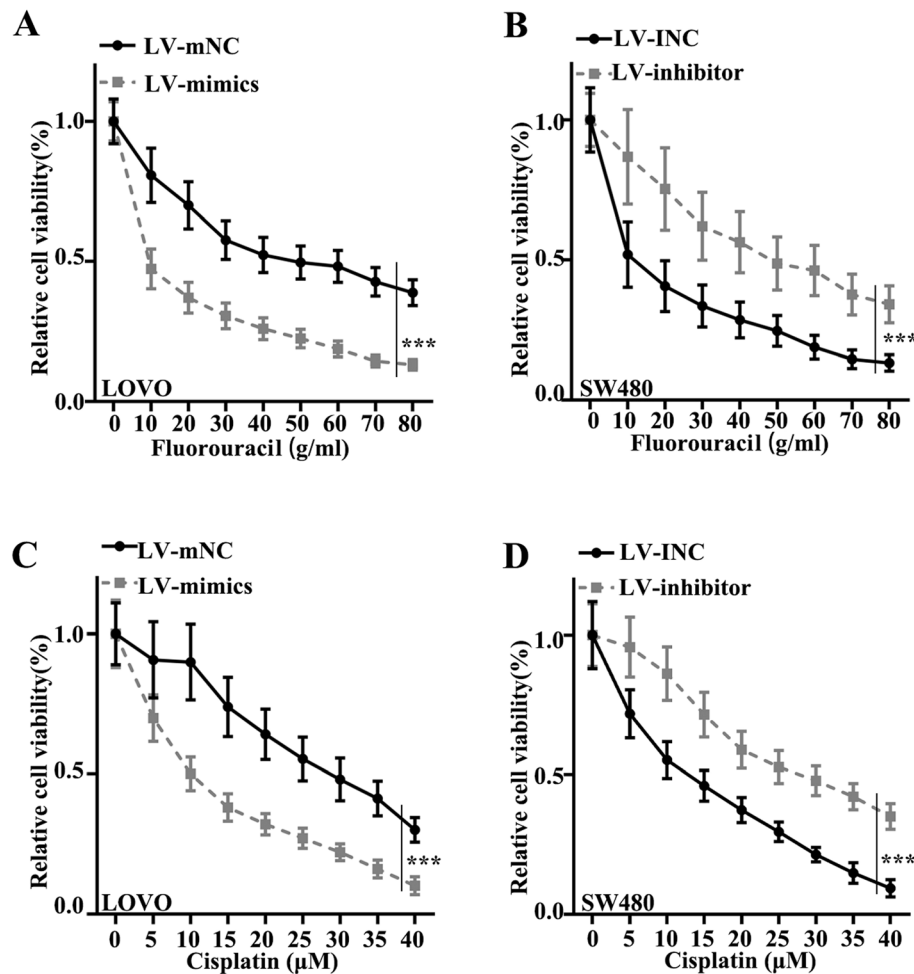 A
LV-mNC
LV-mimics
Relative cell viability(%)
1.0
0.5
0.0
***
LOVO
0 10 20 30 40 50 60 70 80
Fluorouracil (g/ml)
B
LV-INC
LV-inhibitor
Relative cell viability(%)
1.0
0.5
0.0
***
SW480
0 10 20 30 40 50 60 70 80
Fluorouracil (g/ml)
C
LV-mNC
LV-mimics
Relative cell viability(%)
1.0
0.5
0.0
***
LOVO
0 5 10 15 20 25 30 35 40
Cisplatin (μM)
D
LV-INC
LV-inhibitor
Relative cell viability(%)
1.0
0.5
0.0
***
SW480
0 5 10 15 20 25 30 35 40
Cisplatin (μM)